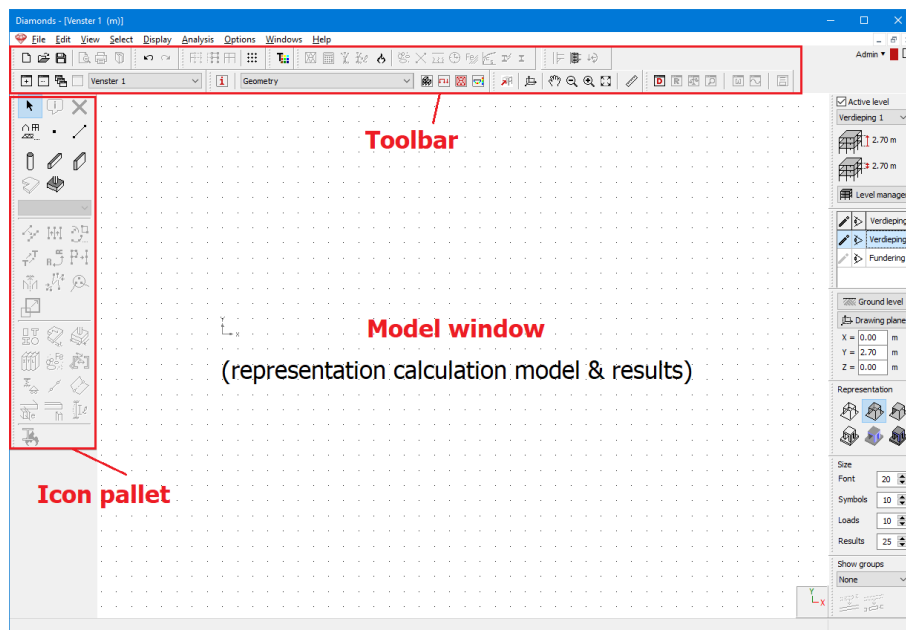 Diamonds - [Venster 1 (m)]
File Edit View Select Display Analysis Options Windows Help
Admin
Venster 1
Geometry
Toolbar
Active level
Verdieping 1
2.70 m
2.70 m
Level manager
Verdieping
Verdieping
Fundering
Ground level
Drawing plane
X = 0.00 m
Y = 2.70 m
Z = 0.00 m
Y
X
Model window
(representation calculation model & results)
Representation
Icon pallet
Size
Font 20
Symbols 10
Loads 10
Results 25
Show groups
None
Y
X